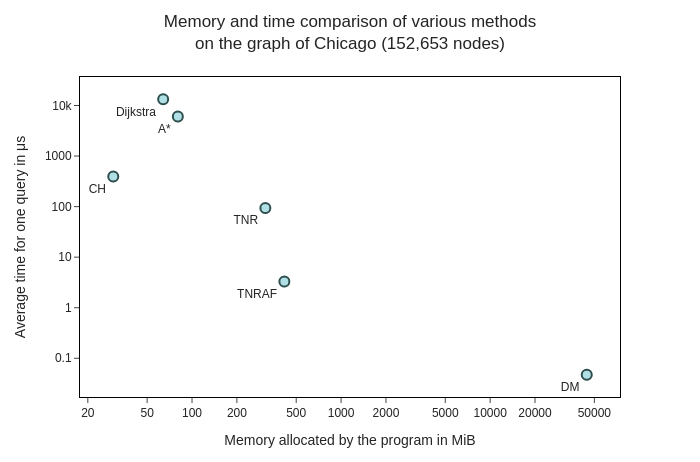 Memory and time comparison of various methods
on the graph of Chicago (152,653 nodes)
Average time for one query in μs
10k
1000
100
10
1
0.1
Dijkstra
A*
CH
TNR
TNRAF
DM
20 50 100 200 500 1000 2000 5000 10000 20000 50000
Memory allocated by the program in MiB